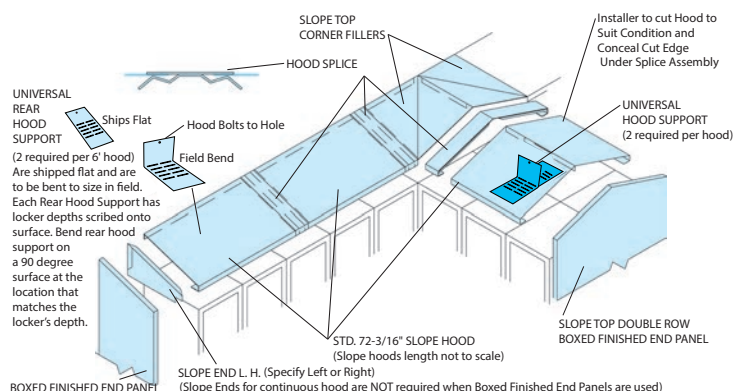 SLOPE TOP
CORNER FILLERS
HOOD SPLICE
Installer to cut Hood to
Suit Condition and
Conceal Cut Edge
Under Splice Assembly
UNIVERSAL
HOOD SUPPORT
(2 required per hood)
UNIVERSAL
REAR
HOOD
SUPPORT
Ships Flat
Hood Bolts to Hole
Field Bend
(2 required per 6' hood)
Are shipped flat and are
to be bent to size in field.
Each Rear Hood Support has
locker depths scribed onto
surface. Bend rear hood
support on
a 90 degree
surface at the
location that
matches the
locker's depth.
STD. 72-3/16" SLOPE HOOD
(Slope hoods length not to scale)
SLOPE TOP DOUBLE ROW
BOXED FINISHED END PANEL
BOXED FINISHED END PANEL
SLOPE END L. H. (Specify Left or Right)
(Slope Ends for continuous hood are NOT required when Boxed Finished End Panels are used)